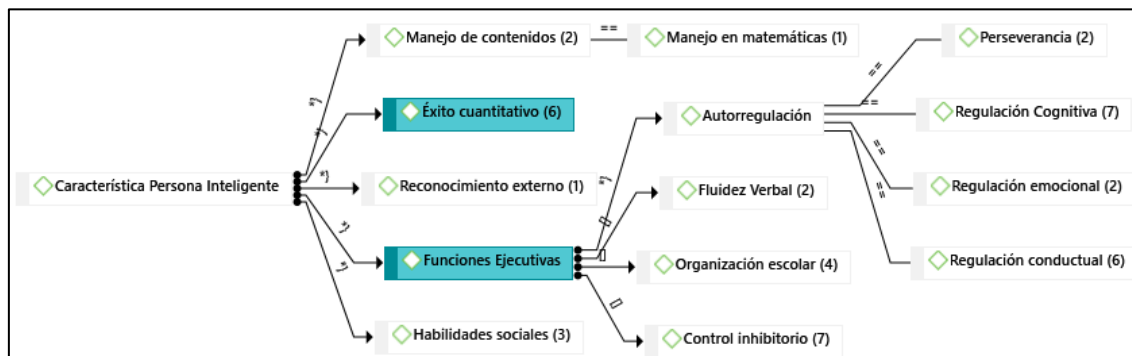 Manejo de contenidos (2)
==
Manejo en matemáticas (1)
Perseverancia (2)
*}
==
Éxito cuantitativo (6)
*}
Autorregulación
==
Regulación Cognitiva (7)
*}
==
Característica Persona Inteligente
*}
Reconocimiento externo (1)
Fluidez Verbal (2)
==
Regulación emocional (2)
[]
*}
Funciones Ejecutivas
[]
Organización escolar (4)
Regulación conductual (6)
*}
[]
Habilidades sociales (3)
Control inhibitorio (7)